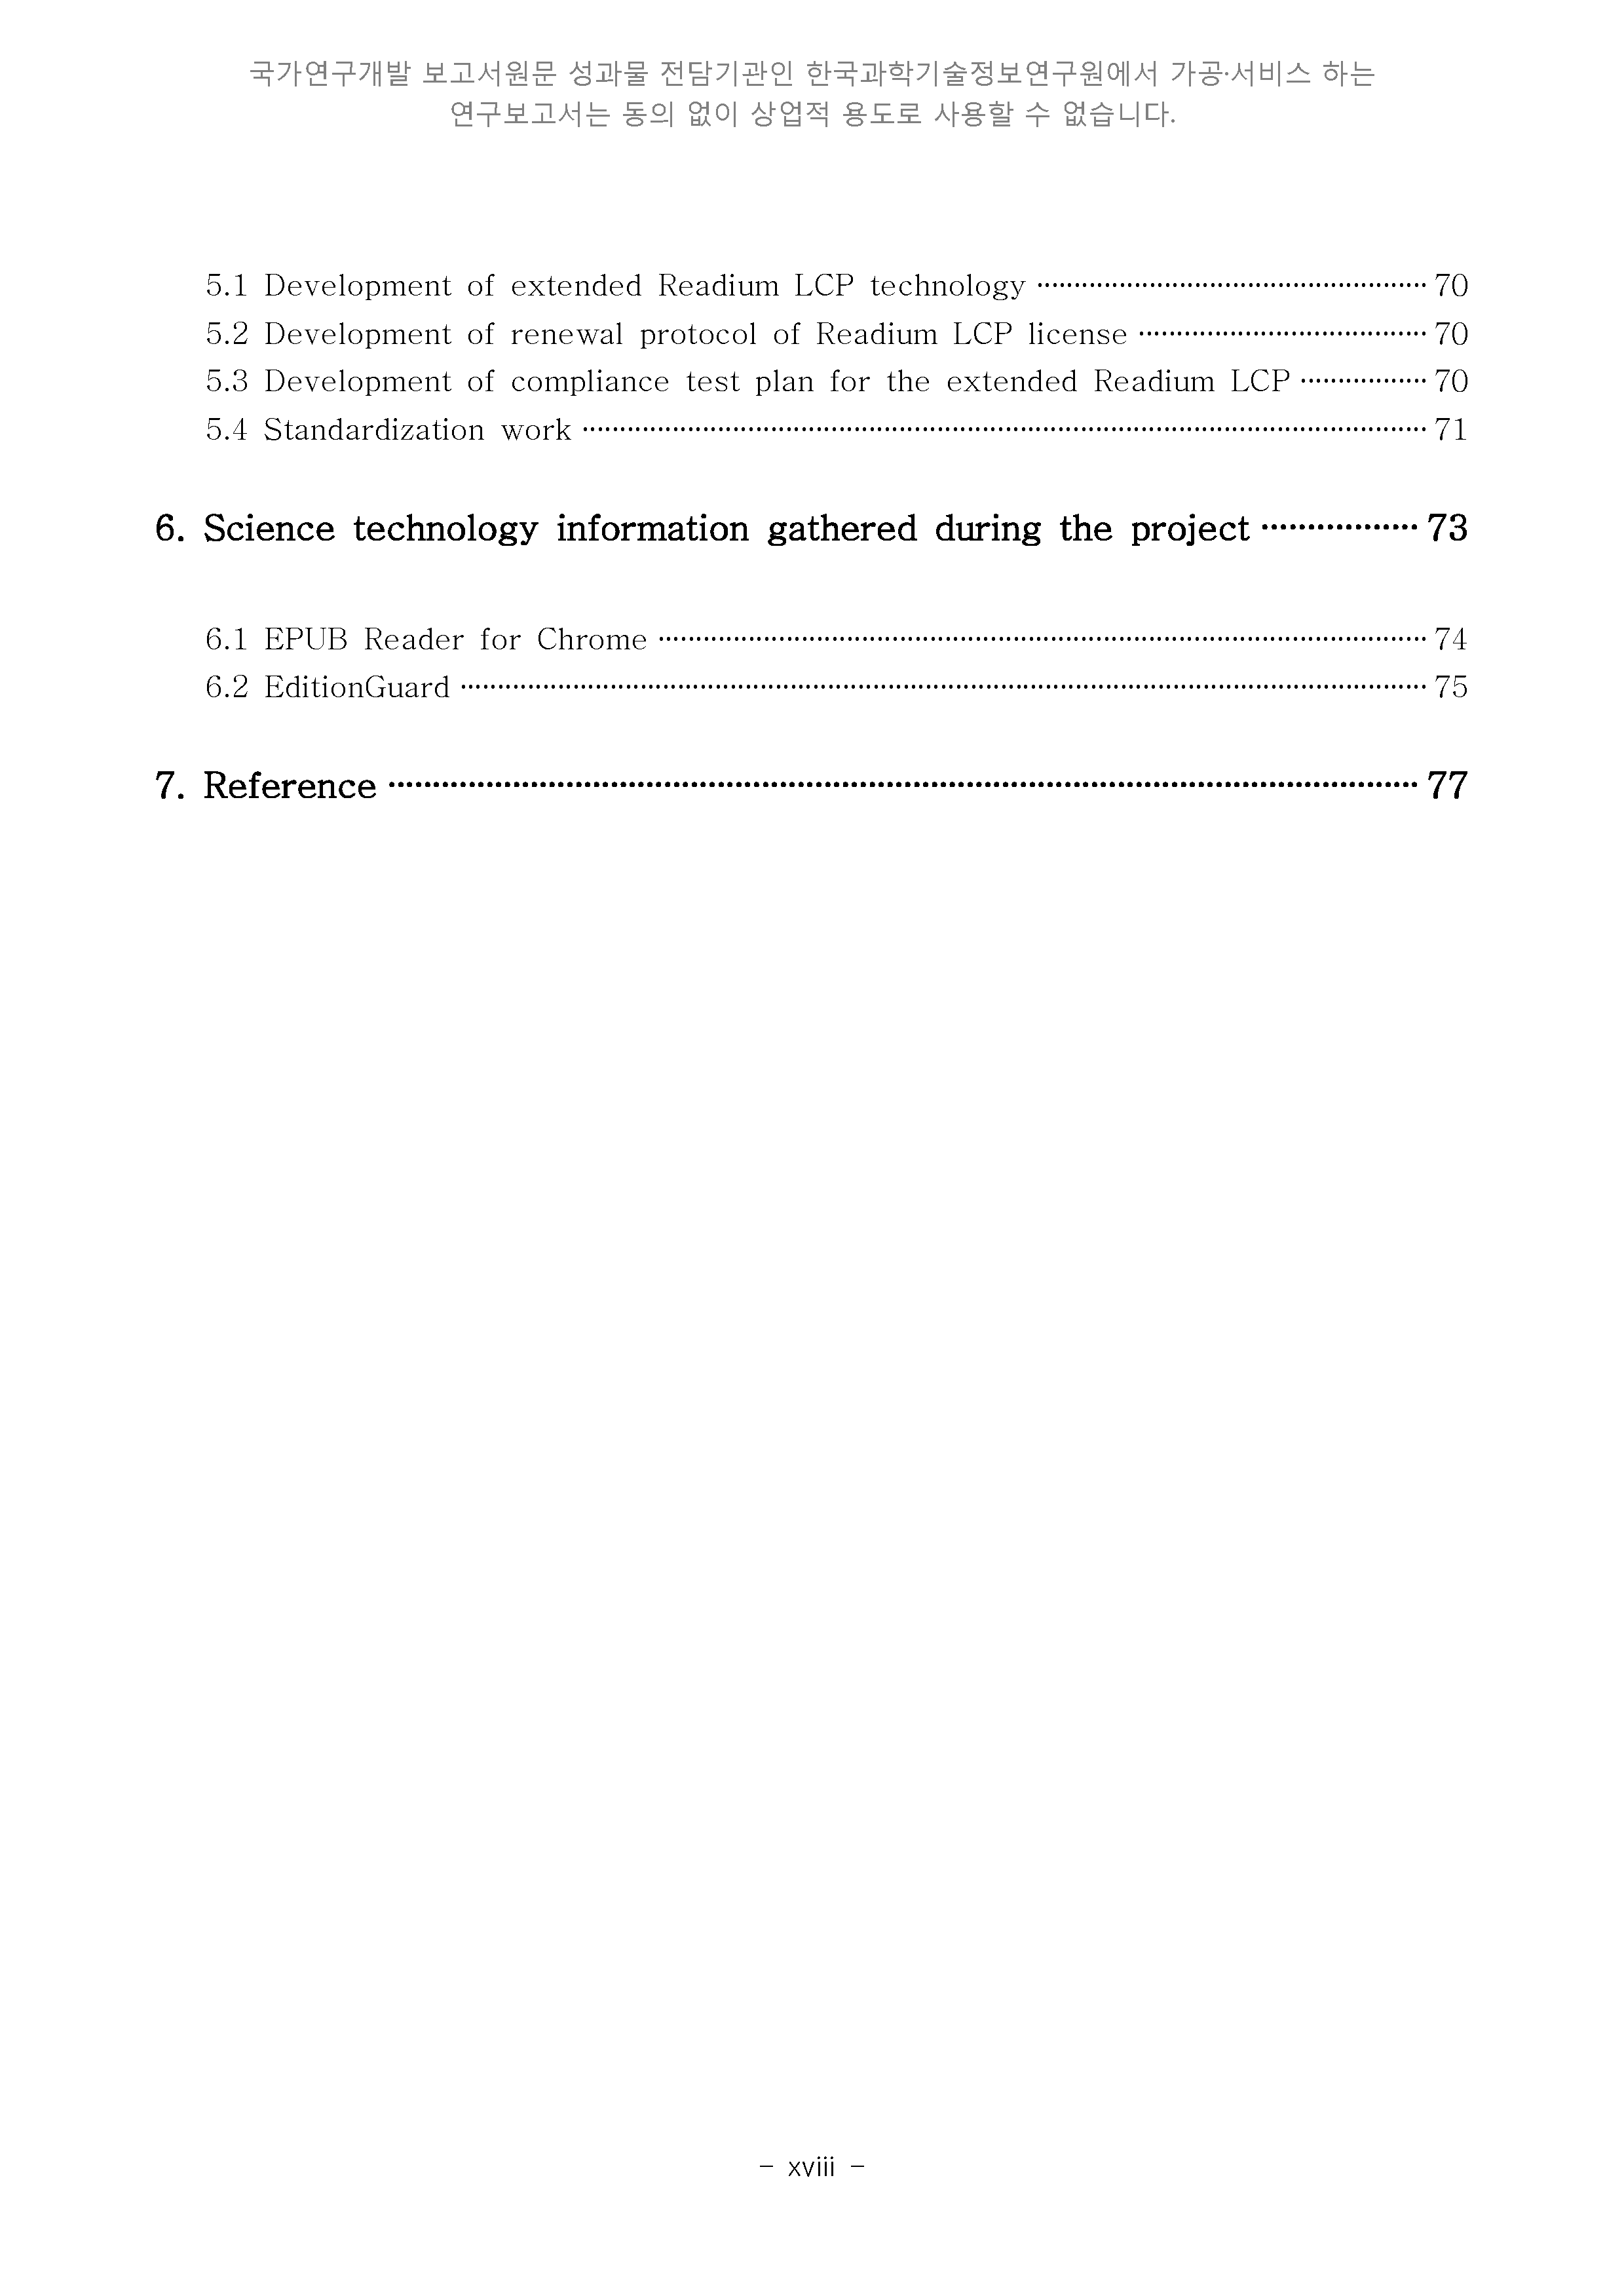 국가연구개발 보고서원문 성과물 전담기관인 한국과학기술정보연구원에서 가공·서비스 하는
연구보고서는 동의 없이 상업적 용도로 사용할 수 없습니다.
5.1 Development of extended Readium LCP technology 70
5.2 Development of renewal protocol of Readium LCP license 70
5.3 Development of compliance test plan for the extended Readium LCP 70
5.4 Standardization work 71
6. Science technology information gathered during the project 73
6.1 EPUB Reader for Chrome 74
6.2 EditionGuard 75
7. Reference 77
- xviii -